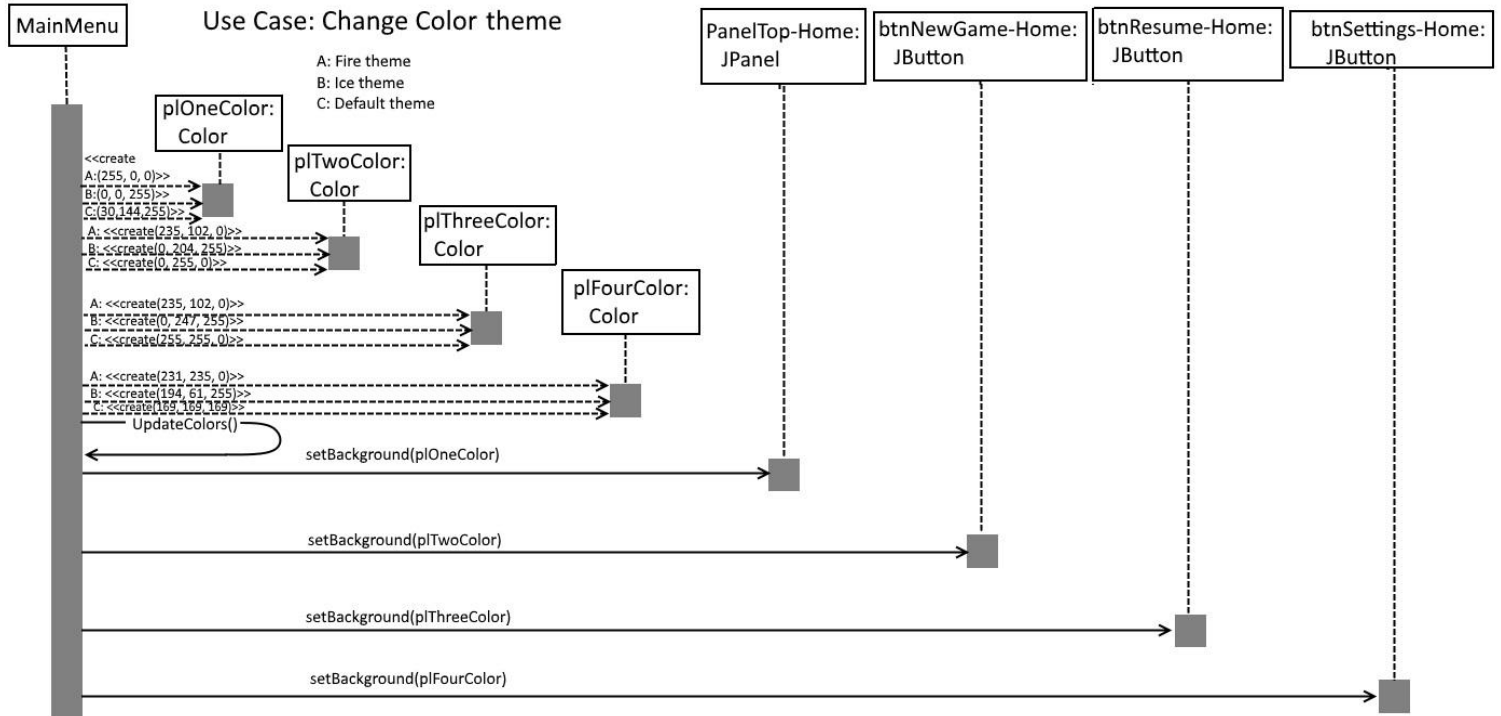 MainMenu
Use Case: Change Color theme
A: Fire theme
B: Ice theme
C: Default theme
PanelTop-Home:
JPanel
btnNewGame-Home:
JButton
btnResume-Home:
JButton
btnSettings-Home:
JButton
plOneColor:
Color
plTwoColor:
Color
plThreeColor:
Color
plFourColor:
Color
<<create
A:(255, 0, 0)>>
B:(0, 0, 255)>>
C:(30,144,255)>>
A: <<create(235, 102, 0)>>
B: <<create(0, 204, 255)>>
C: <<create(0, 255, 0)>>
A: <<create(235, 102, 0)>>
B: <<create(0, 247, 255)>>
C: <<create(255, 255, 0)>>
A: <<create(231, 235, 0)>>
B: <<create(194, 61, 255)>>
C: <<create(169, 169, 169)>>
UpdateColors()
setBackground(plOneColor)
setBackground(plTwoColor)
setBackground(plThreeColor)
setBackground(plFourColor)